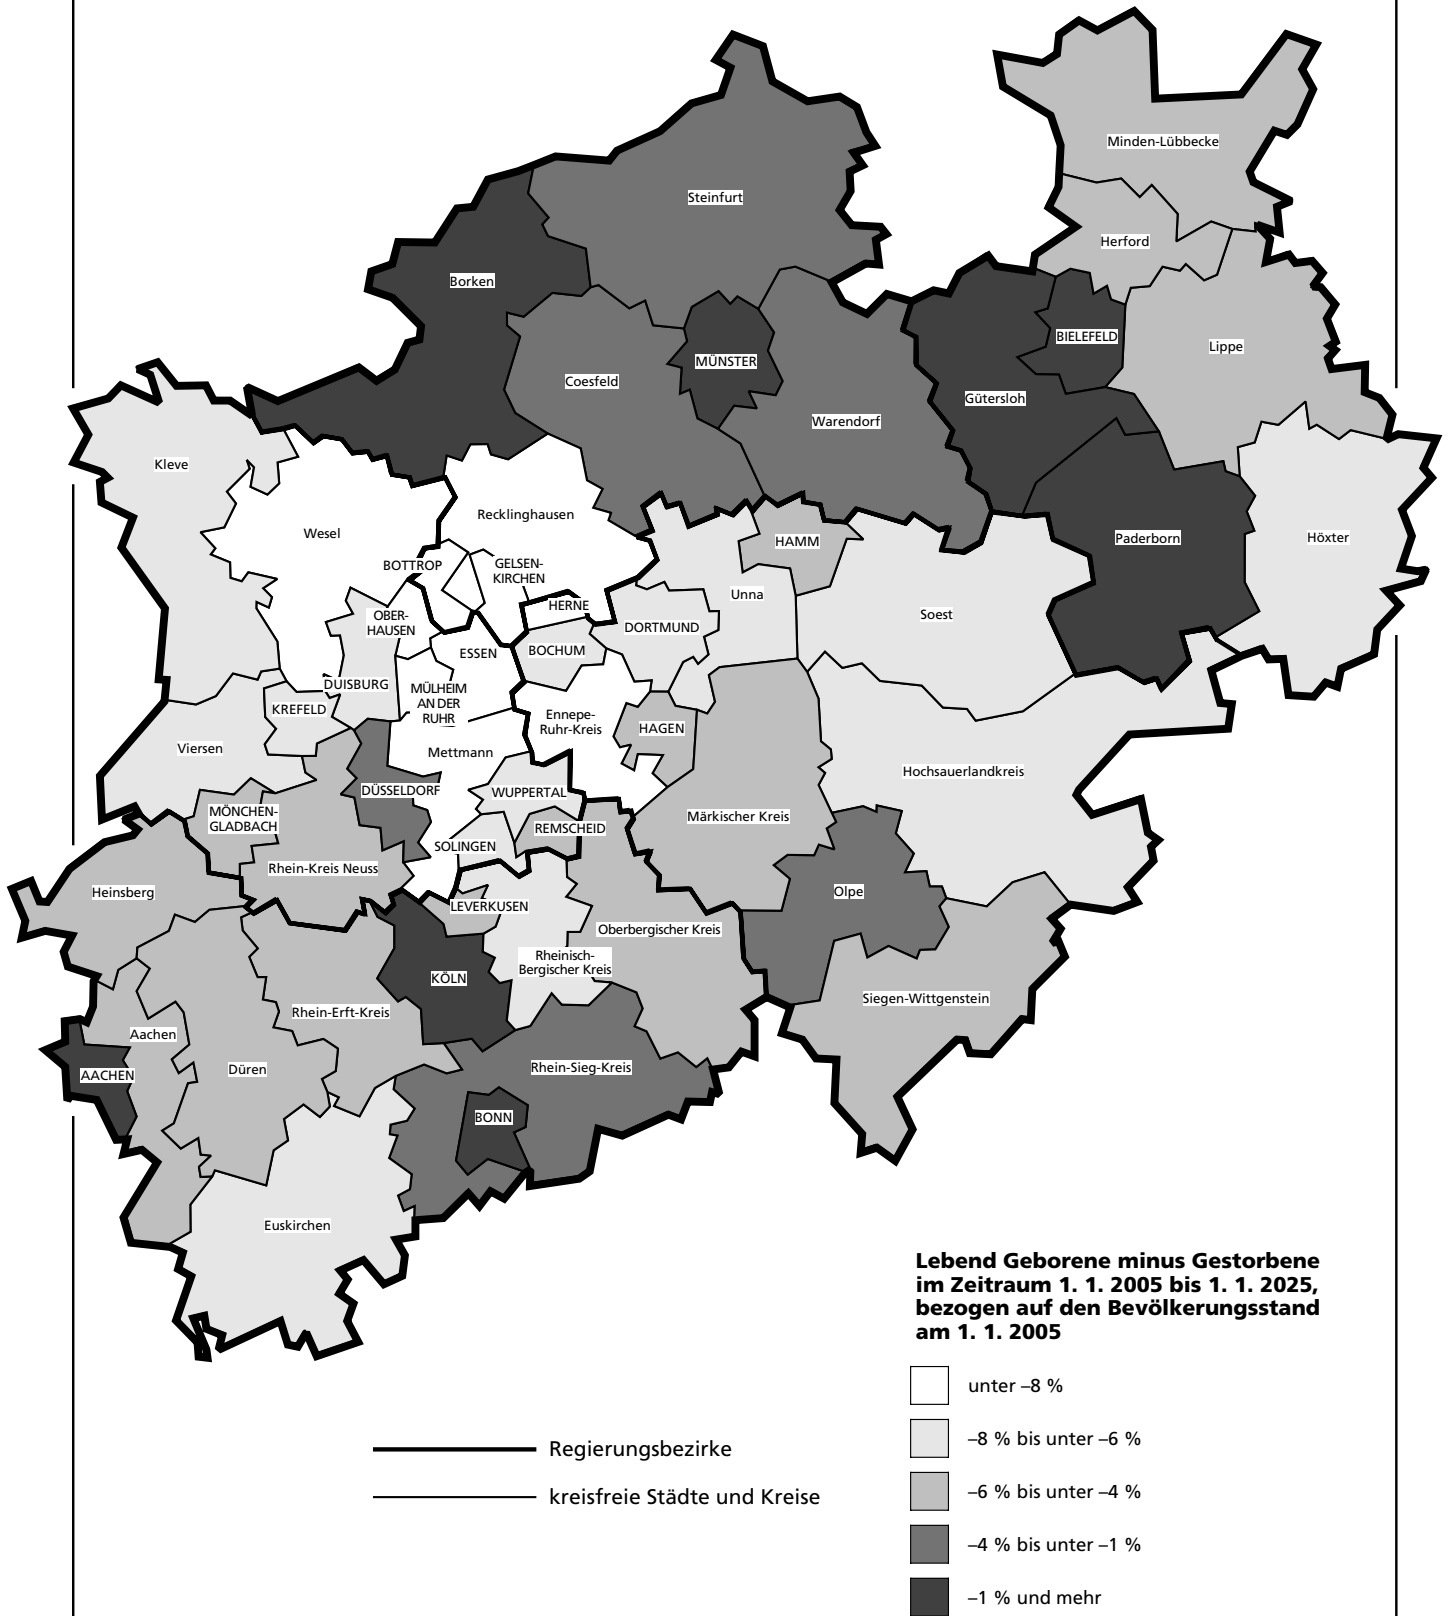 Minden-Lübbecke
Steinfurt
Herford
Borken
BIELEFELD
Lippe
MÜNSTER
Coesfeld
Gütersloh
Warendorf
Kleve
Recklinghausen
Wesel
HAMM
Paderborn
Höxter
BOTTROP
GELSEN-
KIRCHEN
Unna
HERNE
Soest
OBER-
HAUSEN
DORTMUND
ESSEN
BOCHUM
DUISBURG
MÜLHEIM
AN DER
RUHR
KREFELD
Ennepe-
Ruhr-Kreis
HAGEN
Viersen
Mettmann
Hochsauerlandkreis
DÜSSELDORF
WUPPERTAL
MÖNCHEN-
GLADBACH
Märkischer Kreis
REMSCHEID
SOLINGEN
Rhein-Kreis Neuss
Heinsberg
Olpe
LEVERKUSEN
Oberbergischer Kreis
Rheinisch-
Bergischer Kreis
KÖLN
Siegen-Wittgenstein
Rhein-Erft-Kreis
Aachen
Düren
Rhein-Sieg-Kreis
AACHEN
BONN
Euskirchen
Lebend Geborene minus Gestorbene
im Zeitraum 1. 1. 2005 bis 1. 1. 2025,
bezogen auf den Bevölkerungsstand
am 1. 1. 2005
unter –8 %
–8 % bis unter –6 %
–6 % bis unter –4 %
–4 % bis unter –1 %
–1 % und mehr
Regierungsbezirke
kreisfreie Städte und Kreise